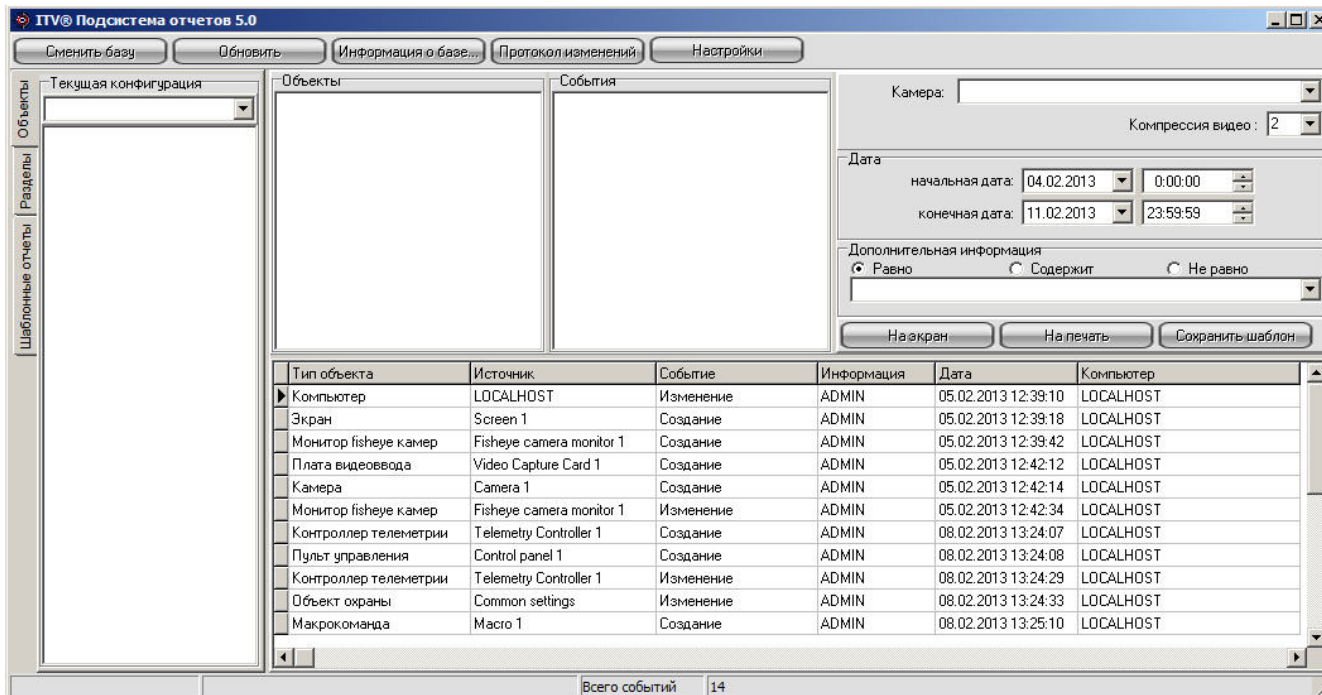 ITV® Подсистема отчетов 5.0
Сменить базу Обновить Информация о базе... Протокол изменений Настройки
Объекты
Разделы
Шаблонные отчеты
Текущая конфигурация
Объекты
События
Камера:
Компрессия видео : 2
Дата
начальная дата: 04.02.2013 0:00:00
конечная дата: 11.02.2013 23:59:59
Дополнительная информация
Равно Содержит Не равно
На экран На печать Сохранить шаблон
Тип объекта Источник Событие Информация Дата Компьютер
Компьютер LOCALHOST Изменение ADMIN 05.02.2013 12:39:10 LOCALHOST
Экран Screen 1 Создание ADMIN 05.02.2013 12:39:18 LOCALHOST
Монитор fisheye камер Fisheye camera monitor 1 Создание ADMIN 05.02.2013 12:39:42 LOCALHOST
Плата видеоввода Video Capture Card 1 Создание ADMIN 05.02.2013 12:42:12 LOCALHOST
Камера Camera 1 Создание ADMIN 05.02.2013 12:42:14 LOCALHOST
Монитор fisheye камер Fisheye camera monitor 1 Изменение ADMIN 05.02.2013 12:42:34 LOCALHOST
Контроллер телеметрии Telemetry Controller 1 Создание ADMIN 08.02.2013 13:24:07 LOCALHOST
Пульт управления Control panel 1 Создание ADMIN 08.02.2013 13:24:08 LOCALHOST
Контроллер телеметрии Telemetry Controller 1 Изменение ADMIN 08.02.2013 13:24:29 LOCALHOST
Объект охраны Common settings Изменение ADMIN 08.02.2013 13:24:33 LOCALHOST
Макрокоманда Macro 1 Создание ADMIN 08.02.2013 13:25:10 LOCALHOST
Всего событий 14